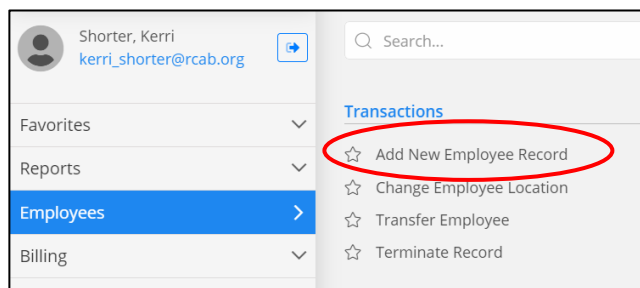 Shorter, Kerri
kerri_shorter@rcab.org
Favorites
Reports
Employees
Billing
Search...
Transactions
Add New Employee Record
Change Employee Location
Transfer Employee
Terminate Record